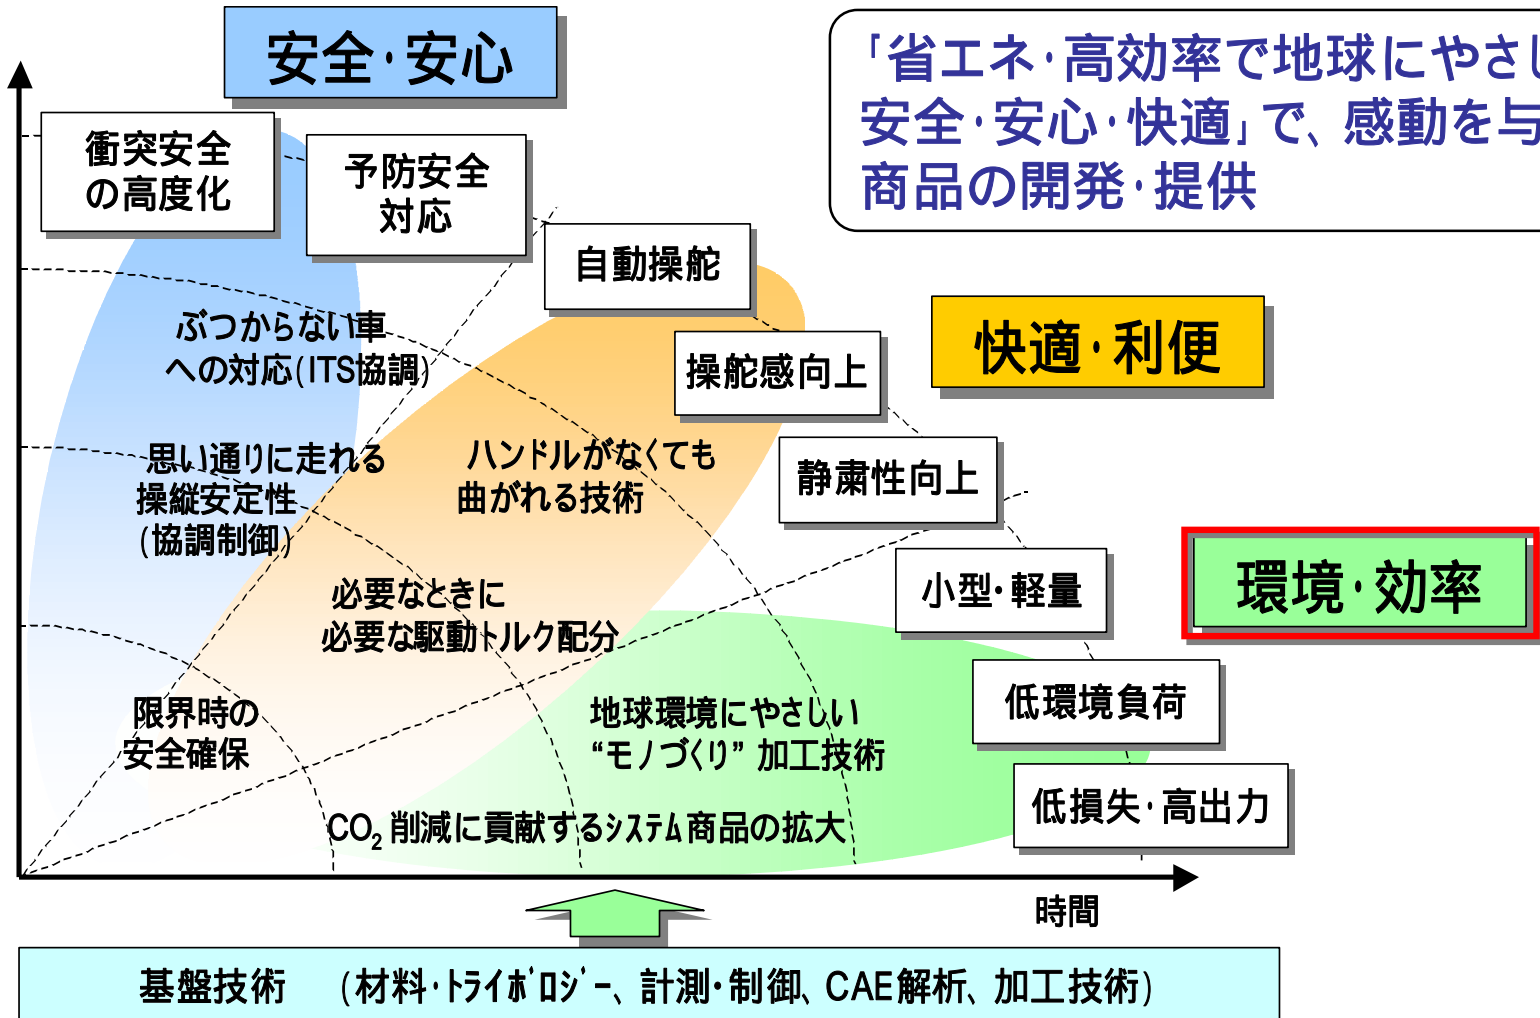 安全・安心
「省エネ・高効率で地球にやさし
安全・安心・快適」で、感動を与
商品の開発・提供
衝突安全
の高度化
予防安全
対応
自動操舵
操舵感向上
静粛性向上
快適・利便
小型・軽量
環境・効率
低環境負荷
低損失・高出力
ぶつからない車
への対応(ITS協調)
思い通りに走れる
操縦安定性
(協調制御)
ハンドルがなくても
曲がれる技術
必要なときに
必要な駆動トルク配分
限界時の
安全確保
地球環境にやさしい
“モノづくり” 加工技術
CO₂削減に貢献するｼｽﾃﾑ商品の拡大
時間
基盤技術　(材料・ﾄﾗｲﾎﾞﾛｼﾞｰ、計測・制御、CAE解析、加工技術)